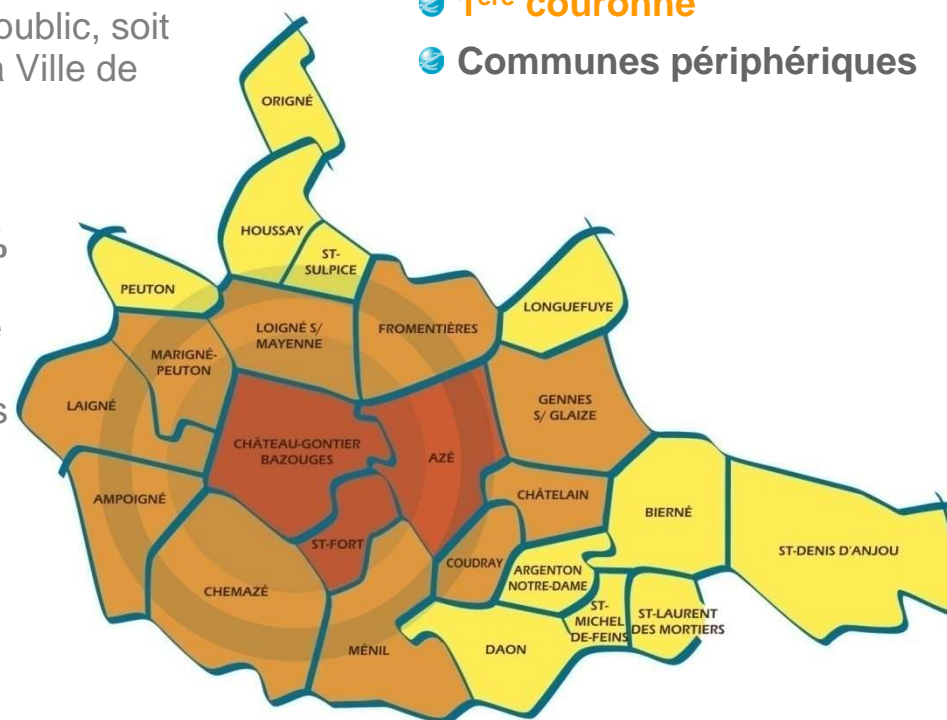 public, soit
a Ville de
%
s
1ère couronne
Communes périphériques
ORIGNÉ
HOUSSAY
ST-
SULPICE
PEUTON
LONGUEFUYE
LOIGNÉ S/
MAYENNE
FROMENTIÈRES
MARIGNÉ-
PEUTON
LAIGNÉ
GENNES
S/ GLAIZE
CHÂTEAU-GONTIER
BAZOUGES
AZÉ
AMPOIGNÉ
CHÂTELAIN
BIERNÉ
ST-FORT
ST-DENIS D'ANJOU
COUDRAY
ARGENTON
NOTRE-DAME
CHEMAZÉ
ST-
MICHEL
DE-FEINS
ST-LAURENT
DES MORTIERS
MÉNIL
DAON